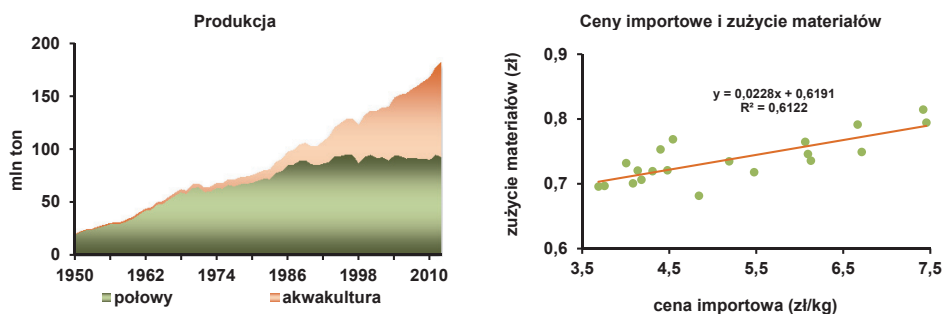 Produkcja
200
150
100
50
0
mln ton
1950 1962 1974 1986 1998 2010
połowy akwakultura
Ceny importowe i zużycie materiałów
0,9
0,8
0,7
0,6
zużycie materiałów (zł)
y = 0,0228x + 0,6191
R² = 0,6122
3,5 4,5 5,5 6,5 7,5
cena importowa (zł/kg)